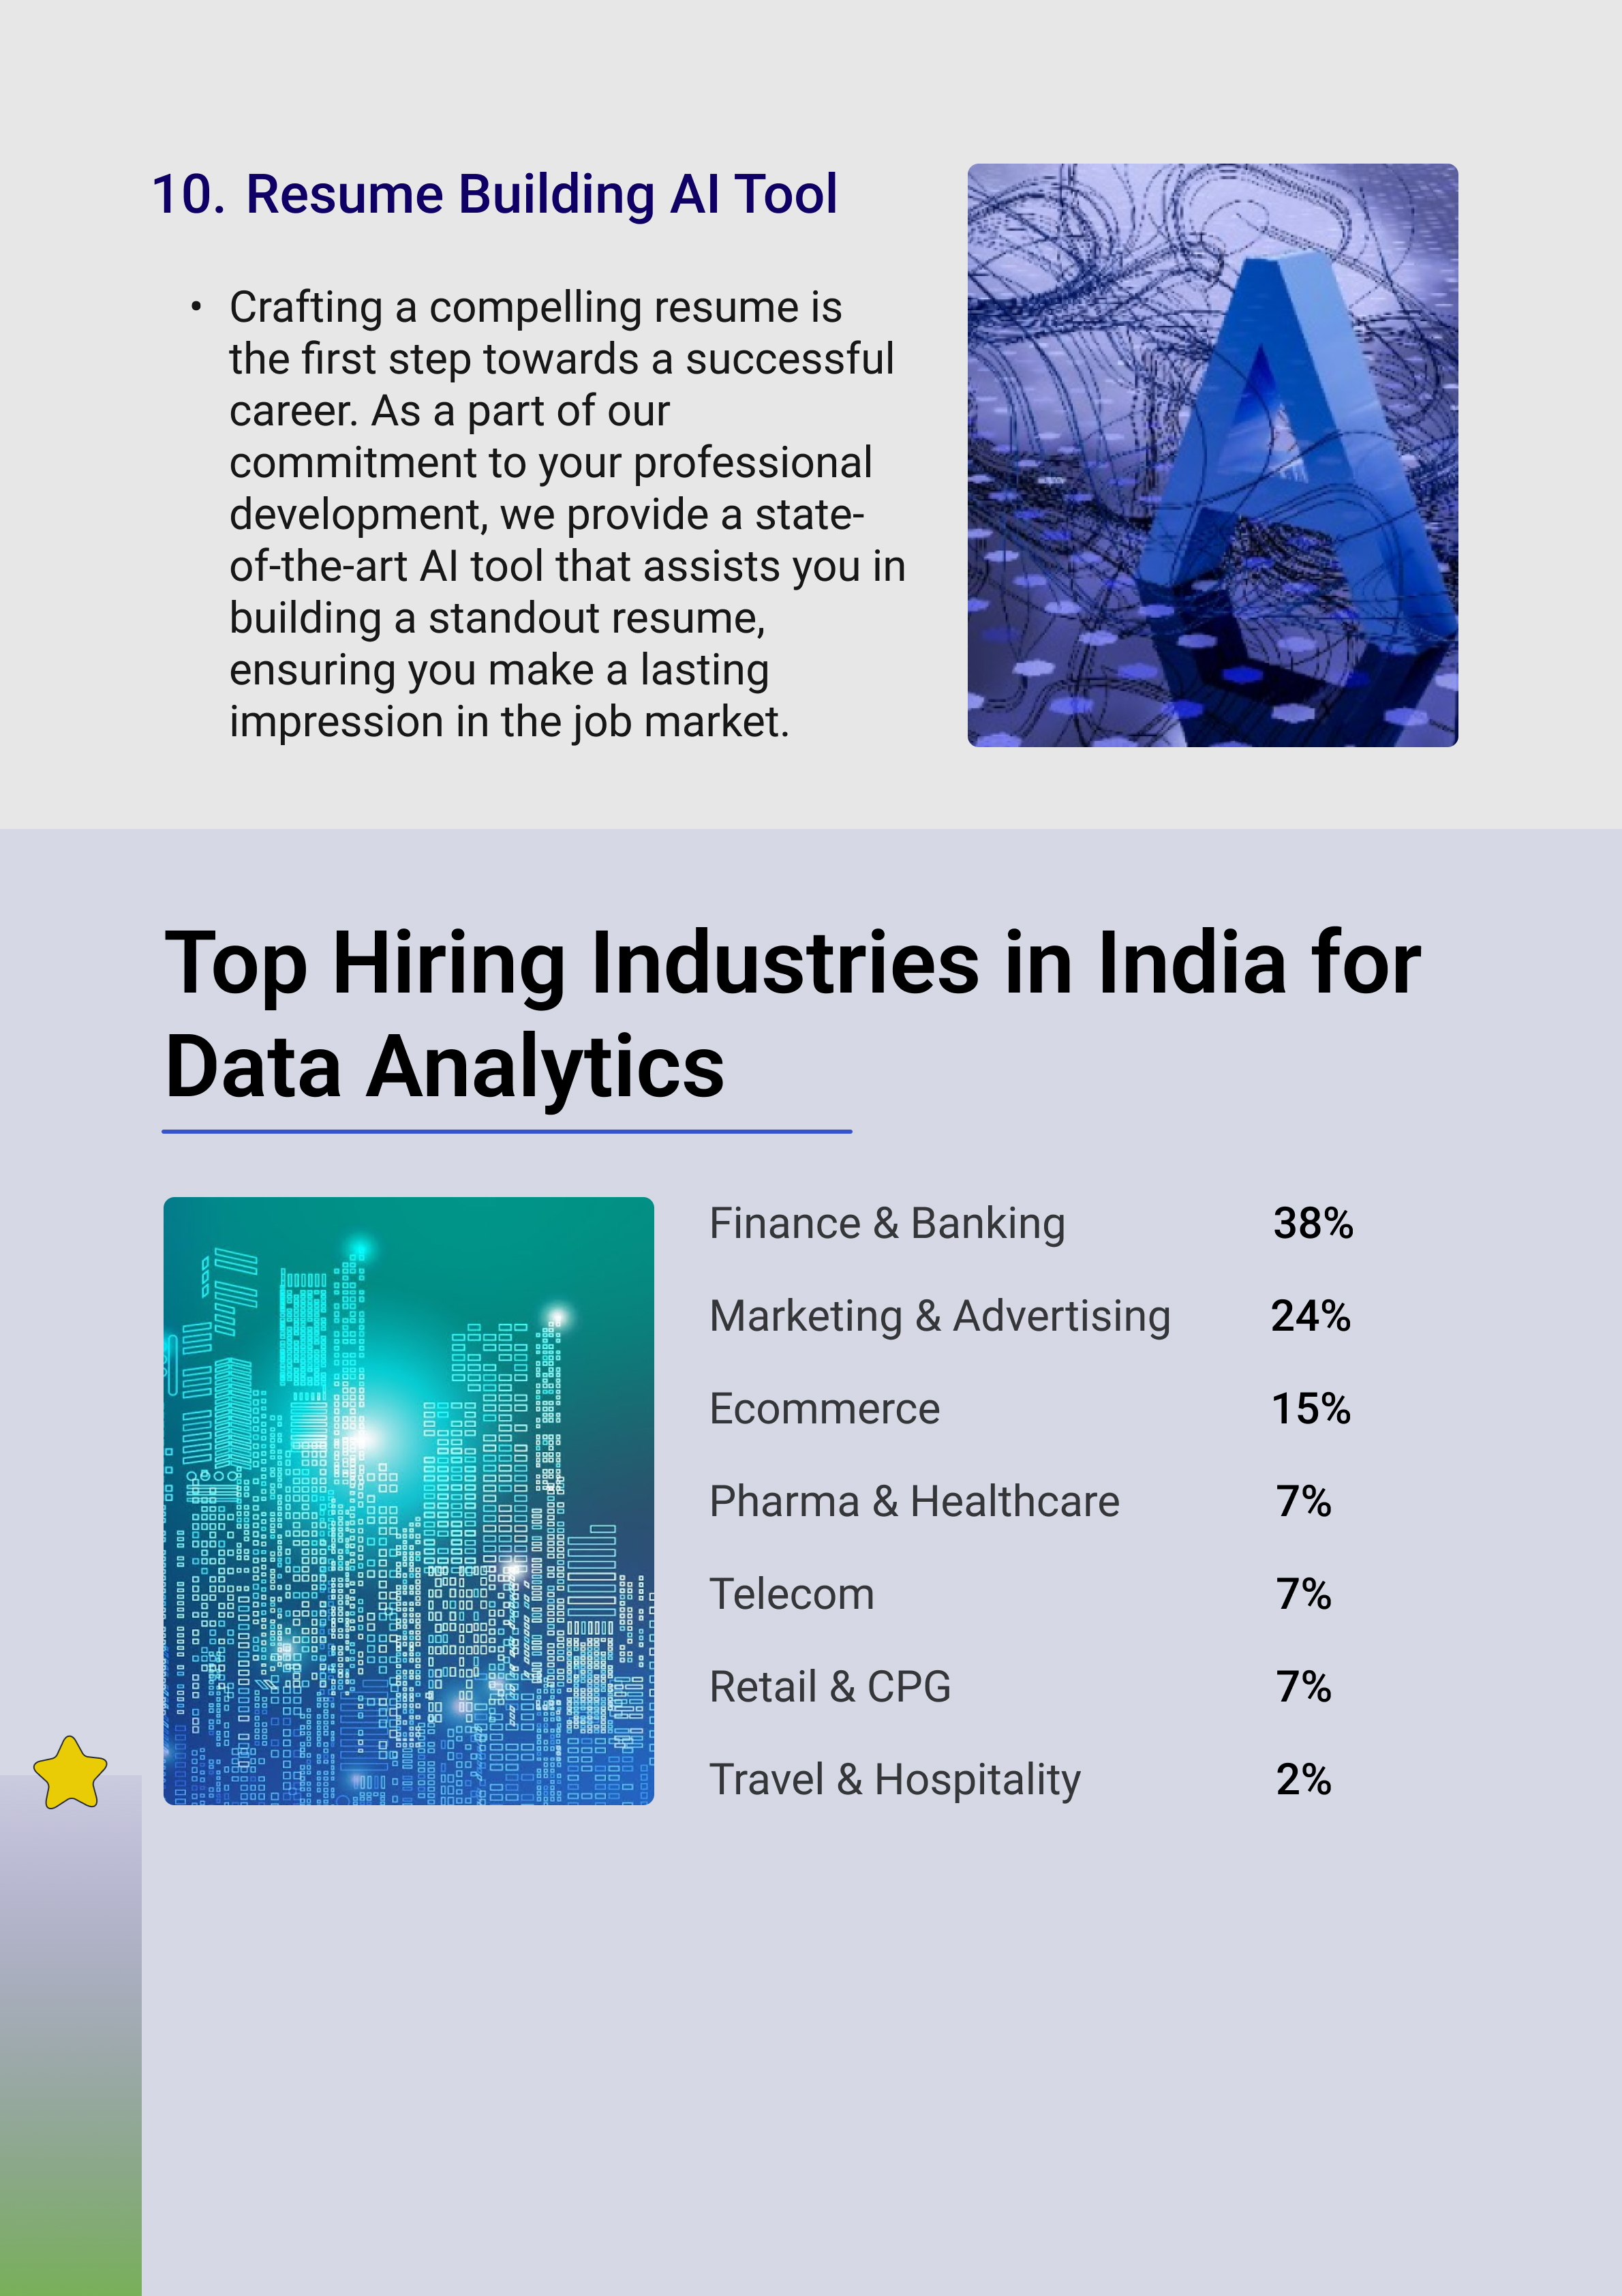 10. Resume Building AI Tool
• Crafting a compelling resume is
the first step towards a successful
career. As a part of our
commitment to your professional
development, we provide a state-
of-the-art AI tool that assists you in
building a standout resume,
ensuring you make a lasting
impression in the job market.
Top Hiring Industries in India for
Data Analytics
Finance & Banking 38%
Marketing & Advertising 24%
Ecommerce 15%
Pharma & Healthcare 7%
Telecom 7%
Retail & CPG 7%
Travel & Hospitality 2%